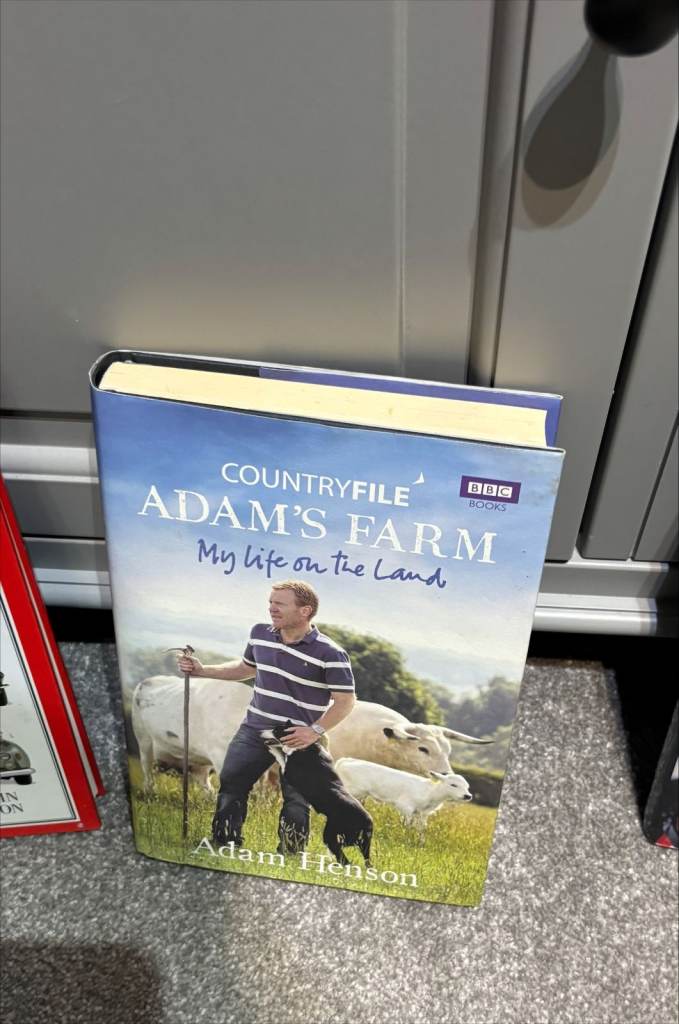 COUNTRYFILE
BBC
BOOKS
ADAM'S FARM
My Life on the Land
Adam Henson